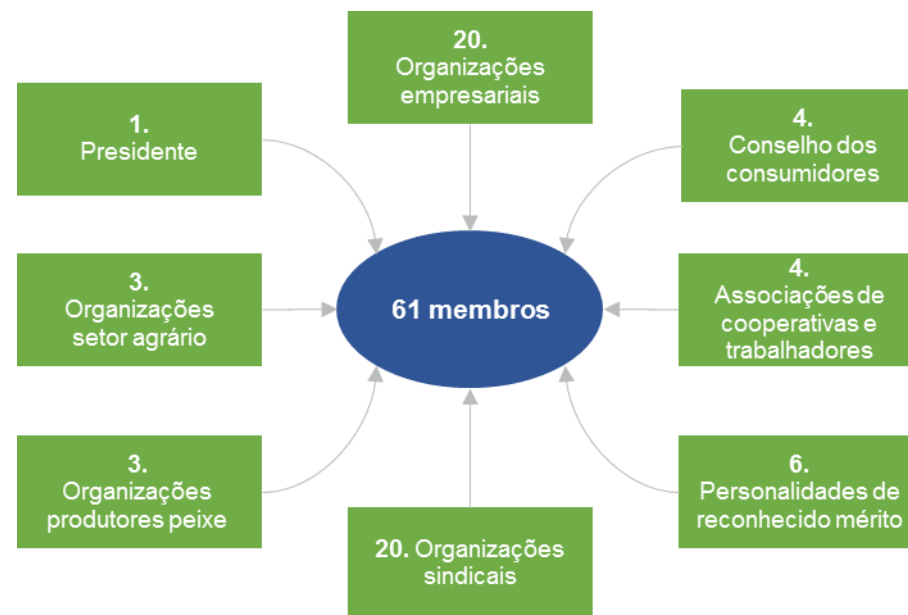 20.
Organizações
empresariais
1.
Presidente
4.
Conselho dos
consumidores
3.
Organizações
setor agrário
61 membros
4.
Associações de
cooperativas e
trabalhadores
3.
Organizações
produtores peixe
20. Organizações
sindicais
6.
Personalidades de
reconhecido mérito